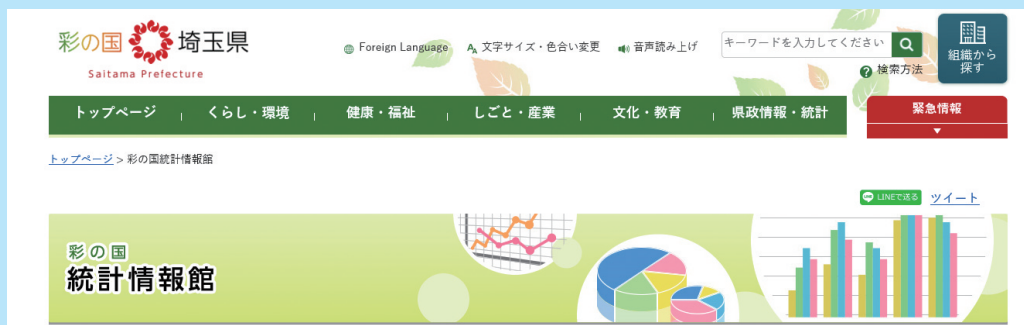 彩の国 埼玉県
Saitama Prefecture
Foreign Language
文字サイズ・色合い変更
音声読み上げ
キーワードを入力してください
検索方法
組織から
探す
トップページ
くらし・環境
健康・福祉
しごと・産業
文化・教育
県政情報・統計
緊急情報
トップページ > 彩の国統計情報館
LINEで送る
ツイート
彩の国
統計情報館